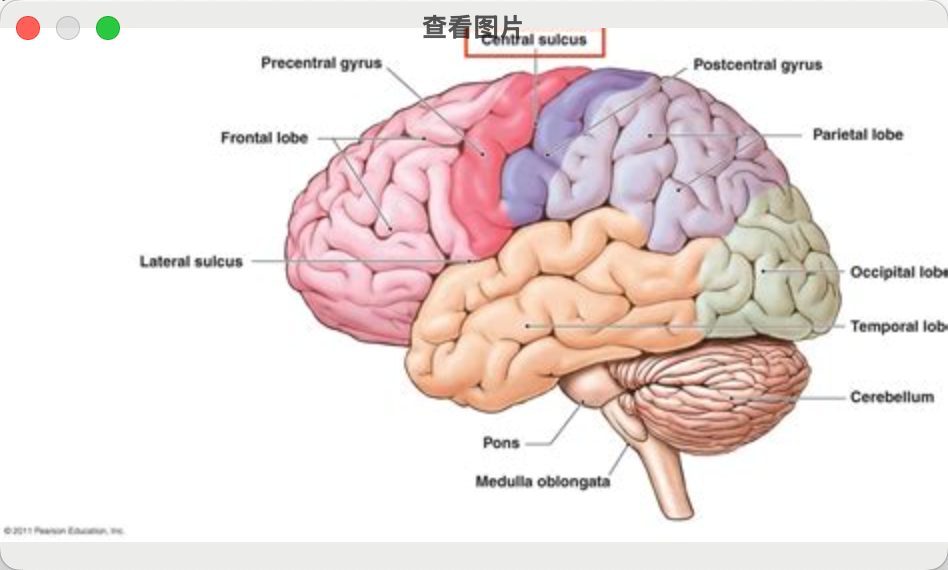 查看图片
Central sulcus
Precentral gyrus
Postcentral gyrus
Frontal lobe
Parietal lobe
Lateral sulcus
Occipital lobe
Temporal lob
Cerebellum
Pons
Medulla oblongata
©2011 Pearson Education, Inc.